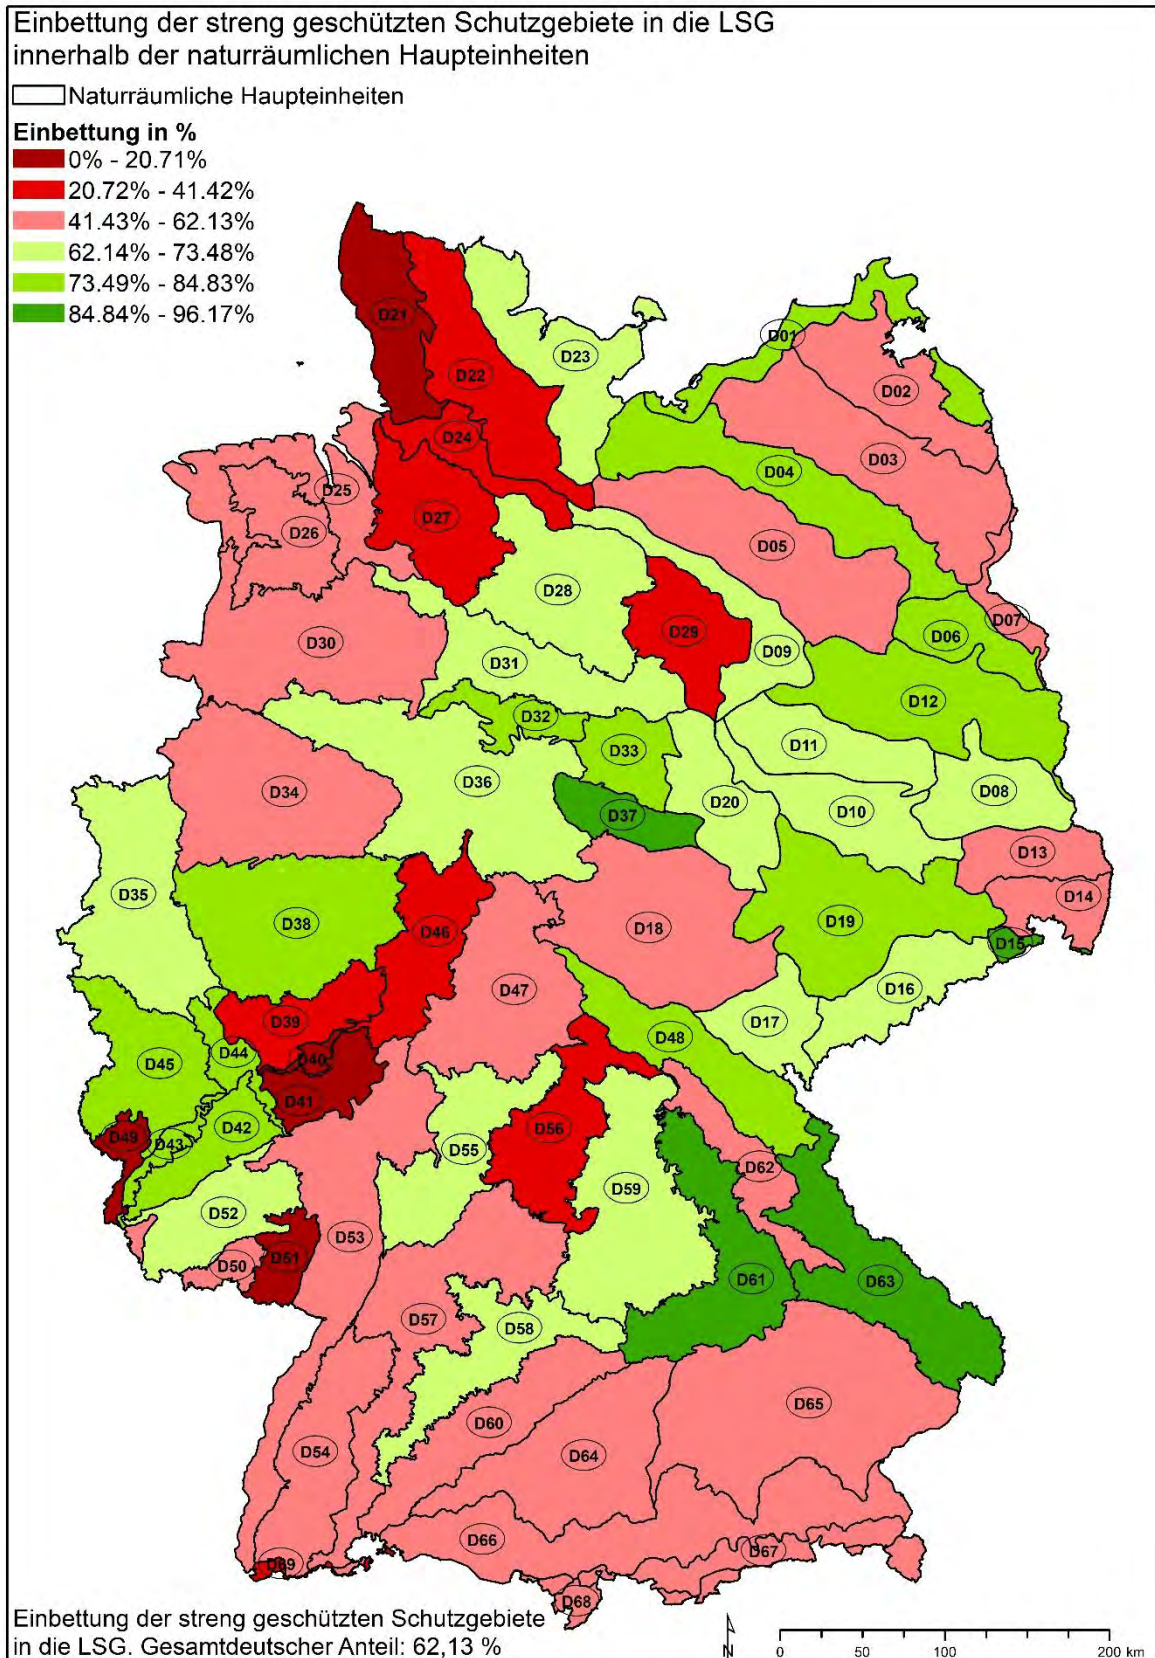 Einbettung der streng geschützten Schutzgebiete in die LSG
innerhalb der naturräumlichen Haupteinheiten
Naturräumliche Haupteinheiten
Einbettung in %
0% - 20.71%
20.72% - 41.42%
41.43% - 62.13%
62.14% - 73.48%
73.49% - 84.83%
84.84% - 96.17%
D21
D01
D23
D22
D02
D24
D03
D04
D25
D27
D26
D05
D28
D07
D29
D06
D30
D09
D31
D12
D32
D33
D11
D36
D34
D08
D20
D10
D37
D13
D35
D14
D38
D18
D19
D46
D15
D47
D16
D39
D17
D48
D44
D40
D45
D41
D42
D56
D49
D43
D55
D62
D59
D52
D53
D51
D50
D61
D63
D57
D58
D65
D60
D54
D64
D66
D67
D69
D68
Einbettung der streng geschützten Schutzgebiete
in die LSG. Gesamtdeutscher Anteil: 62,13 %
N
0 50 100 200 km